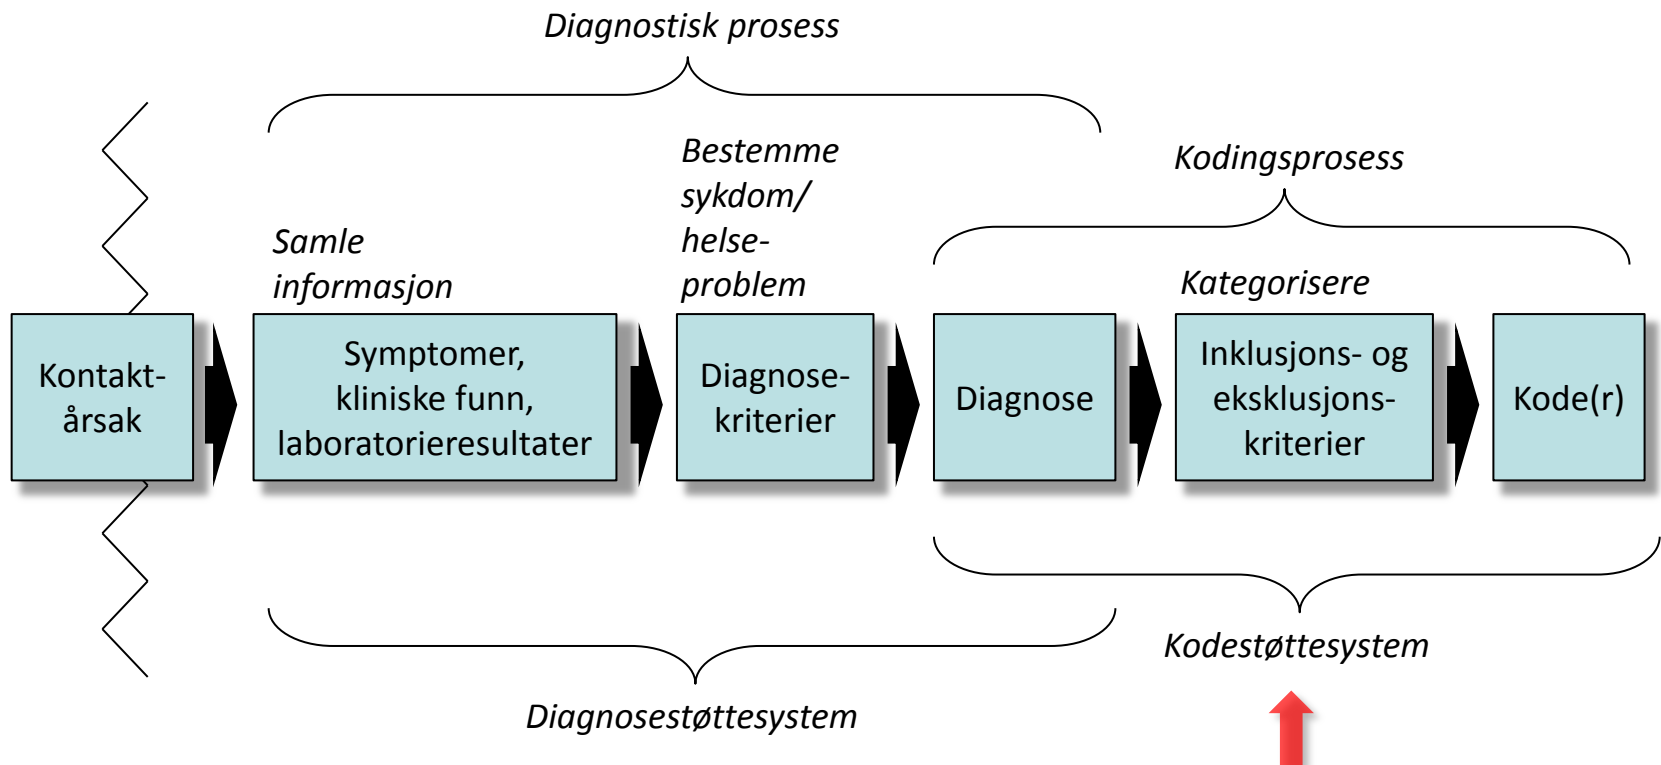 Diagnostisk prosess
Bestemme
sykdom/
helse-
problem
Kodingsprosess
Samle
informasjon
Kategorisere
Kontakt-
årsak
Symptomer,
kliniske funn,
laboratorieresultater
Diagnose-
kriterier
Diagnose
Inklusjons- og
eksklusjons-
kriterier
Kode(r)
Kodestøttesystem
Diagnosestøttesystem